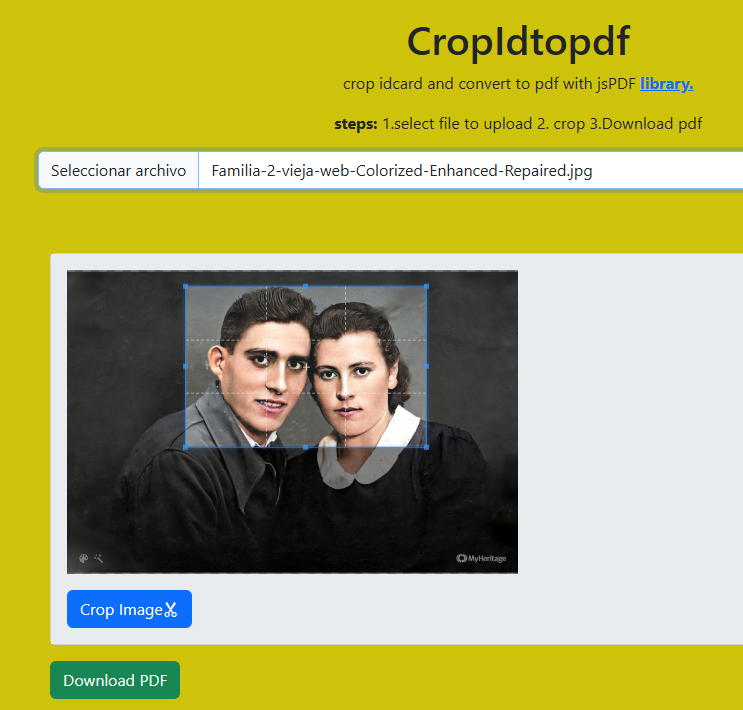 CropIdtopdf
crop idcard and convert to pdf with jsPDF library.
steps: 1.select file to upload 2. crop 3.Download pdf
Seleccionar archivo Familia-2-vieja-web-Colorized-Enhanced-Repaired.jpg
MyHeritage
Crop Image
Download PDF